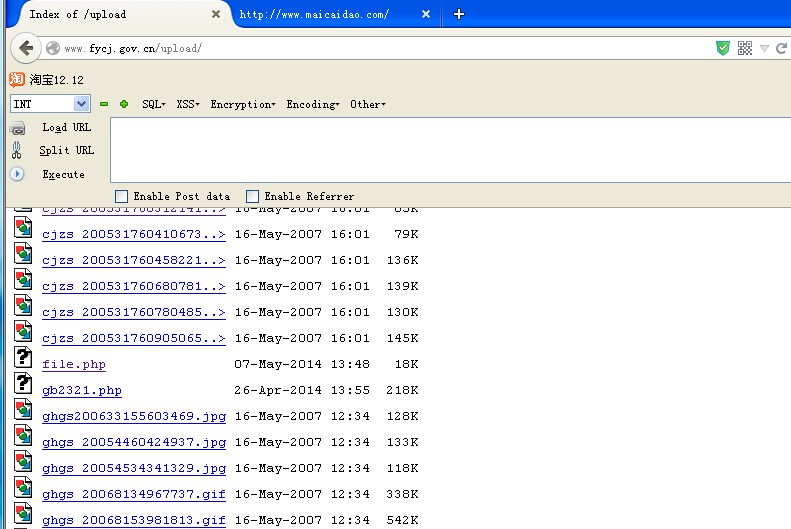 Index of /upload
http://www.maicaidao.com/
www.fycj.gov.cn/upload/
淘 淘宝12.12
INT SQL XSS Encryption Encoding Other
Load URL
Split URL
Execute
Enable Post data Enable Referrer
cjzs 200531760410673..> 16-May-2007 16:01 79K
cjzs 200531760458221..> 16-May-2007 16:01 136K
cjzs 200531760680781..> 16-May-2007 16:01 139K
cjzs 200531760780485..> 16-May-2007 16:01 130K
cjzs 200531760905065..> 16-May-2007 16:01 145K
file.php 07-May-2014 13:48 18K
gb2321.php 26-Apr-2014 13:55 218K
ghgs200633155603469.jpg 16-May-2007 12:34 128K
ghgs 20054460424937.jpg 16-May-2007 12:34 133K
ghgs 20054534341329.jpg 16-May-2007 12:34 118K
ghgs 20068134967737.gif 16-May-2007 12:34 338K
ghgs 20068153981813.gif 16-May-2007 12:34 542K